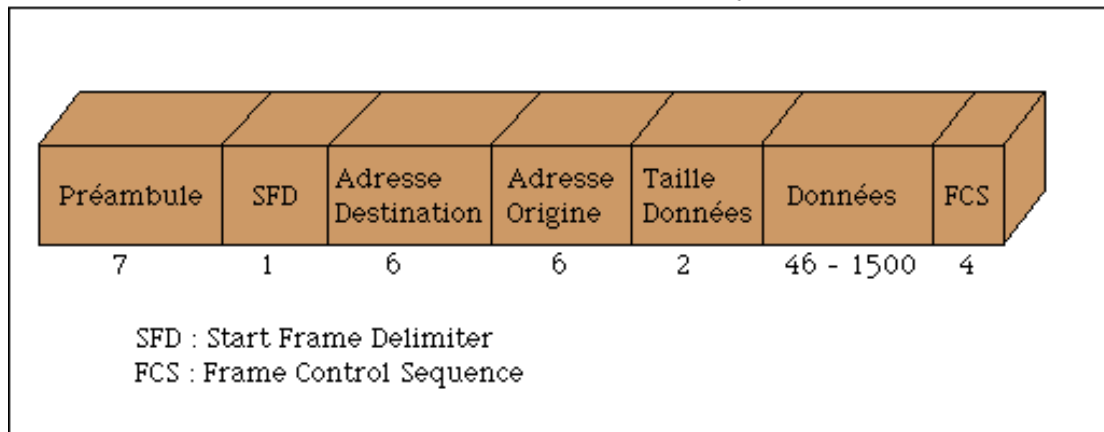 Préambule
SFD
Adresse
Destination
Adresse
Origine
Taille
Données
Données
FCS
7 1 6 6 2 46 - 1500 4
SFD : Start Frame Delimiter
FCS : Frame Control Sequence